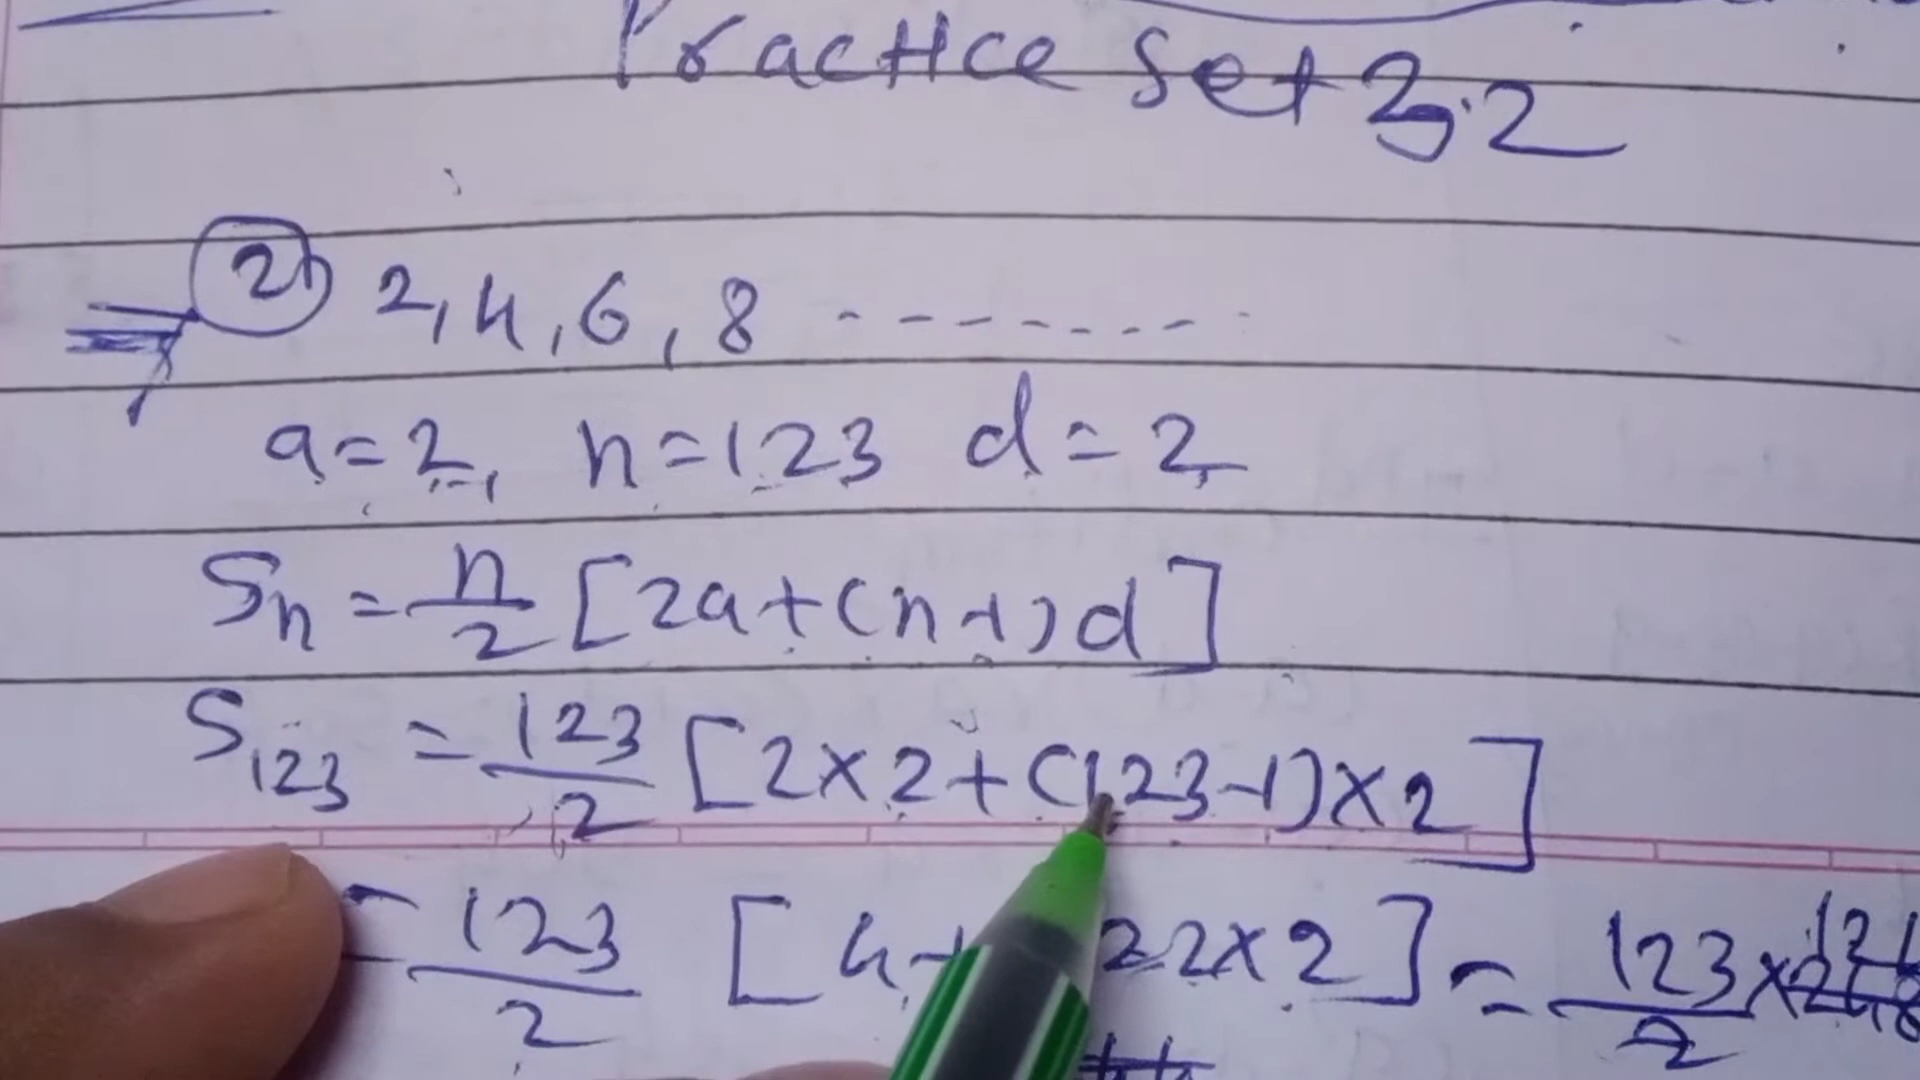 Practice Set 3.2
2) 2, 4, 6, 8 - - - - - - -
a = 2, n = 123 d = 2
Sn = n/2 [2a + (n-1)d]
S123 = 123/2 [2 × 2 + (123-1) × 2]
= 123/2 [4 + 22 × 2] = 123/2 ×